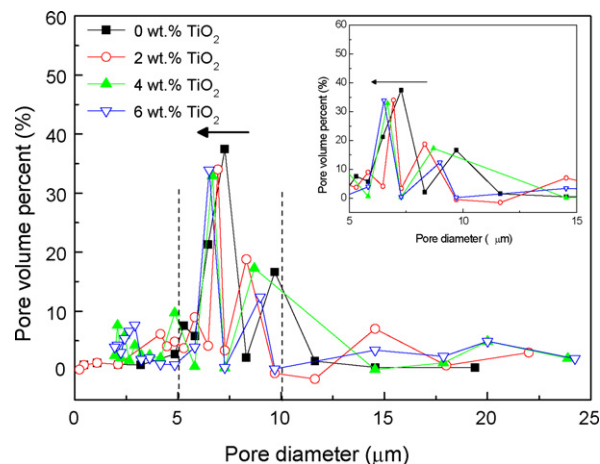 0 wt.% TiO2
2 wt.% TiO2
4 wt.% TiO2
6 wt.% TiO2
Pore volume percent (%)
60
50
40
30
20
10
0
0
5
10
15
20
25
Pore diameter (μm)
Pore volume percent (%)
60
50
40
30
20
10
0
5
10
15
Pore diameter ( μm)